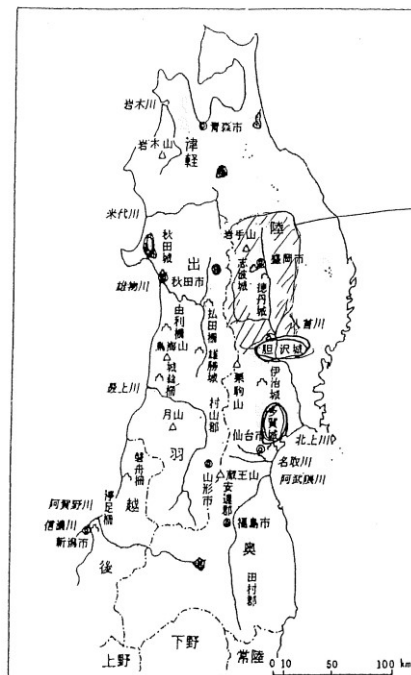 岩木川
青森市
岩木山
津軽
米代川
陸
岩手山
秋田城
志波城
盛岡市
出
徳丹城
雄物川
秋田市
由利柵
払田柵
雄勝城
胆沢城
鳥海山
伊治城
栗駒山
最上川
村山郡
多賀城
月山
仙台市
北上川
羽
名取川
磐舟柵
蔵王山
阿武隈川
山形市
安達郡
阿賀野川
越
渟足柵
信濃川
福島市
新潟市
奥
後
田村郡
下野
上野
常陸
0 10 50 100 km